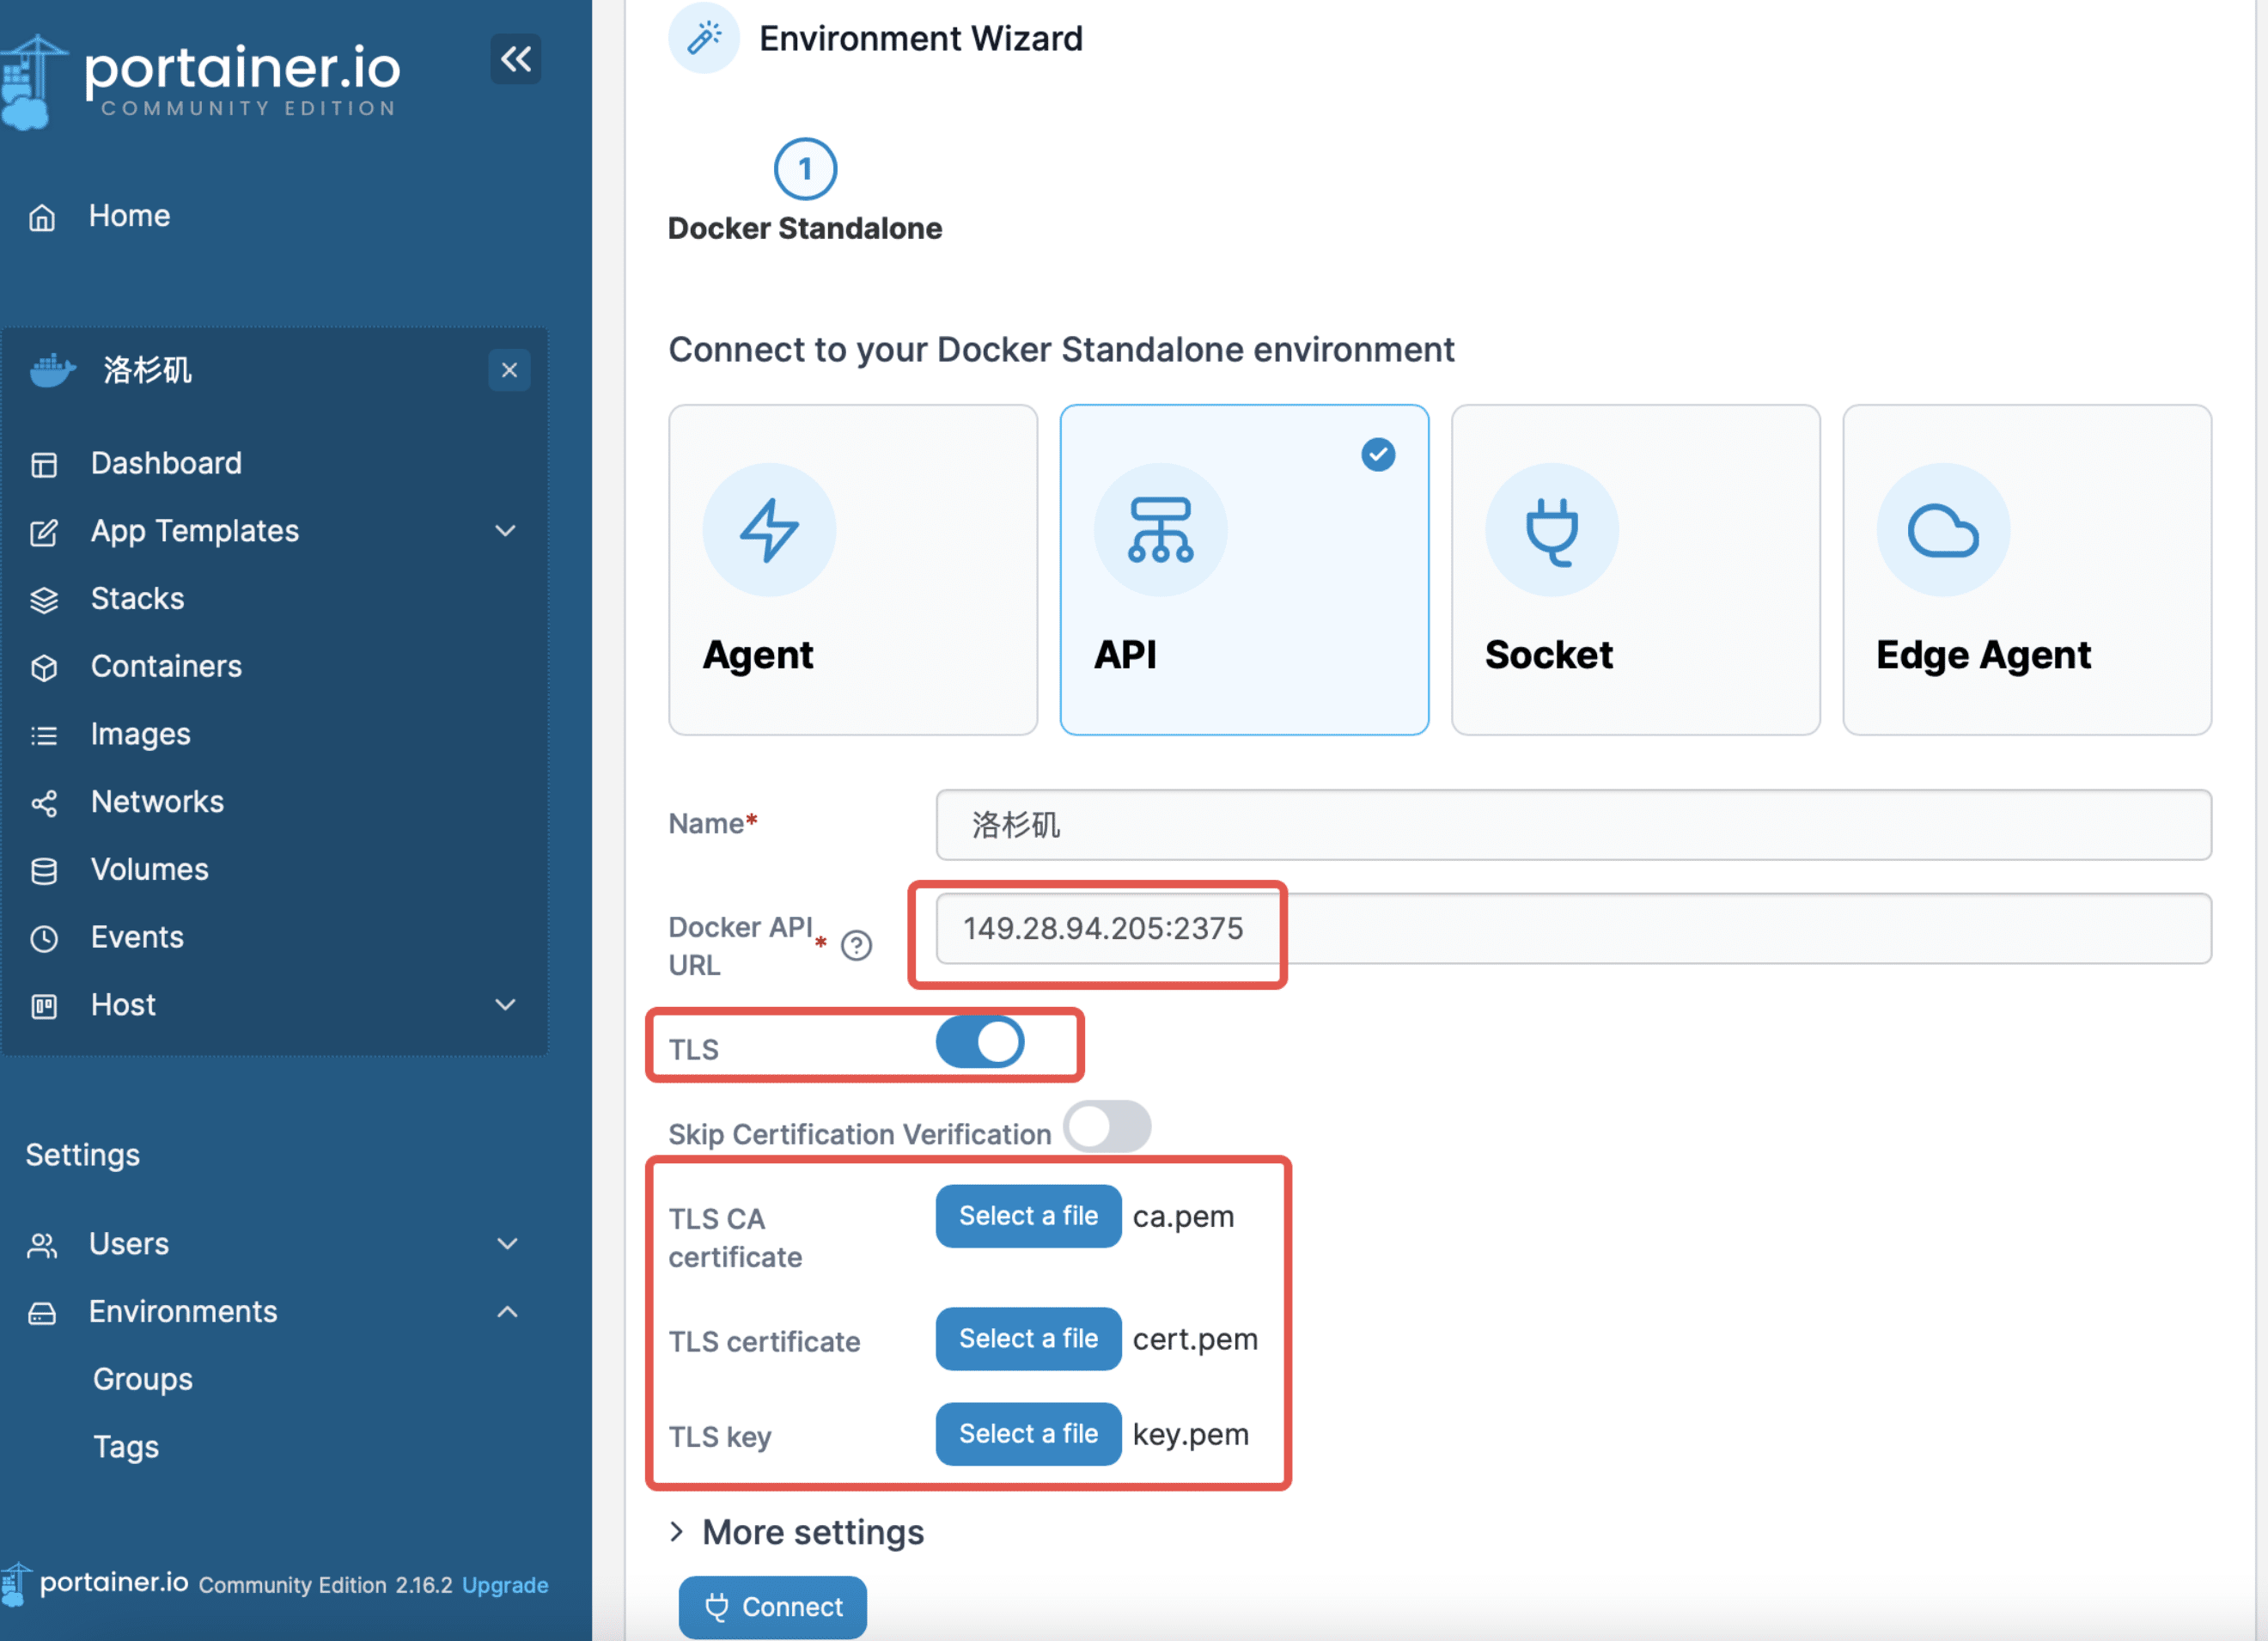 portainer.io
COMMUNITY EDITION
Home
洛杉矶
Dashboard
App Templates
Stacks
Containers
Images
Networks
Volumes
Events
Host
Settings
Users
Environments
Groups
Tags
portainer.io Community Edition 2.16.2 Upgrade
Environment Wizard
1
Docker Standalone
Connect to your Docker Standalone environment
Agent
API
Socket
Edge Agent
Name*
洛杉矶
Docker API
URL
*
149.28.94.205:2375
TLS
Skip Certification Verification
TLS CA
certificate
Select a file ca.pem
TLS certificate
Select a file cert.pem
TLS key
Select a file key.pem
More settings
Connect